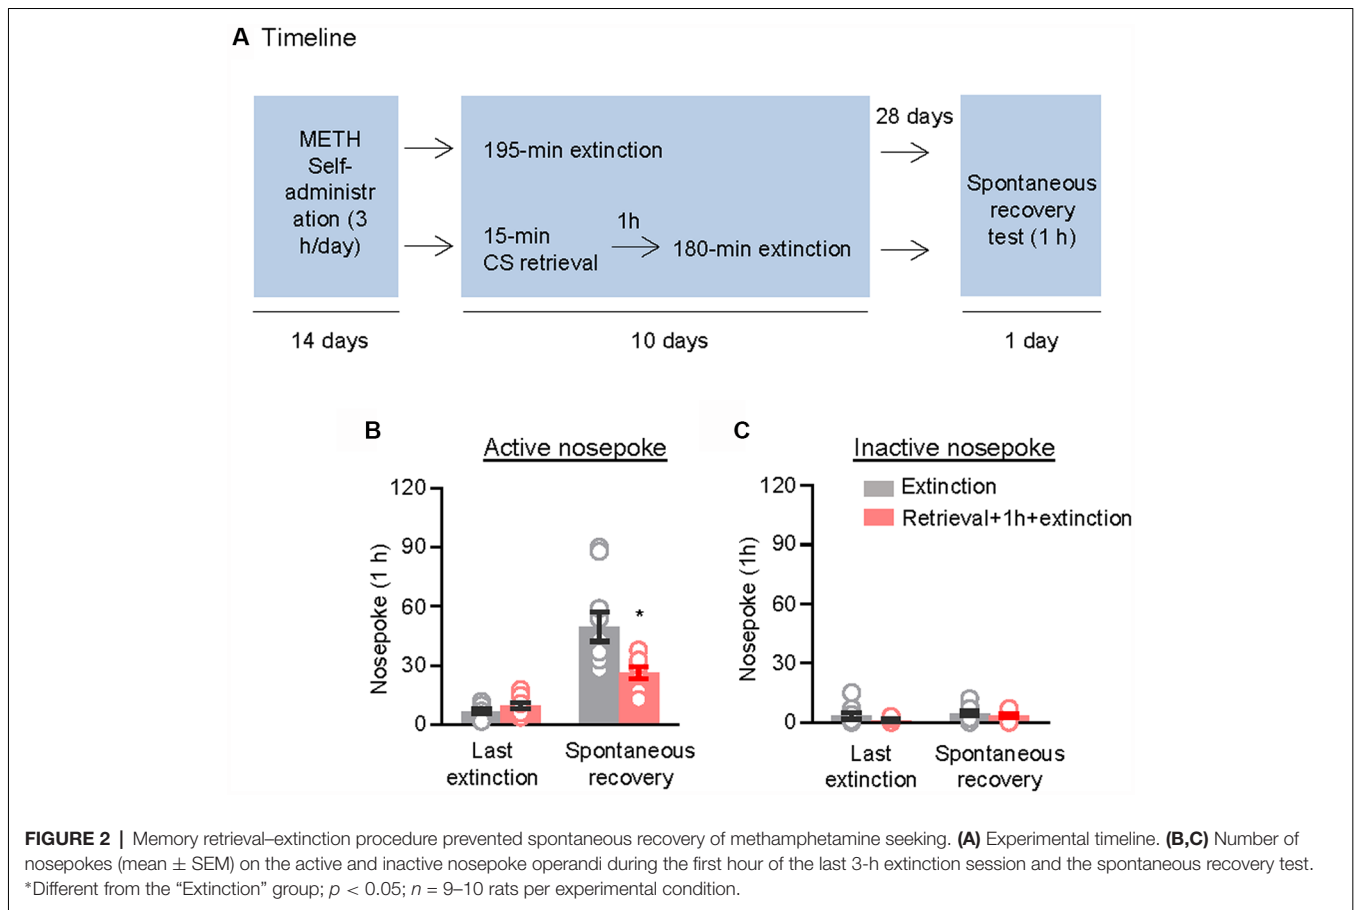 A Timeline
METH
Self-
administr
ation (3
h/day)
195-min extinction
15-min
CS retrieval
1h
180-min extinction
28 days
Spontaneous
recovery
test (1 h)
14 days
10 days
1 day
B
Active nosepoke
Nosepoke (1 h)
120
90
60
30
0
*
Last
extinction
Spontaneous
recovery
C
Inactive nosepoke
Extinction
Retrieval+1h+extinction
Nosepoke (1h)
120
90
60
30
0
Last
extinction
Spontaneous
recovery
FIGURE 2 | Memory retrieval–extinction procedure prevented spontaneous recovery of methamphetamine seeking. (A) Experimental timeline. (B,C) Number of
nosepokes (mean ± SEM) on the active and inactive nosepoke operandi during the first hour of the last 3-h extinction session and the spontaneous recovery test.
*Different from the “Extinction” group; p < 0.05; n = 9–10 rats per experimental condition.